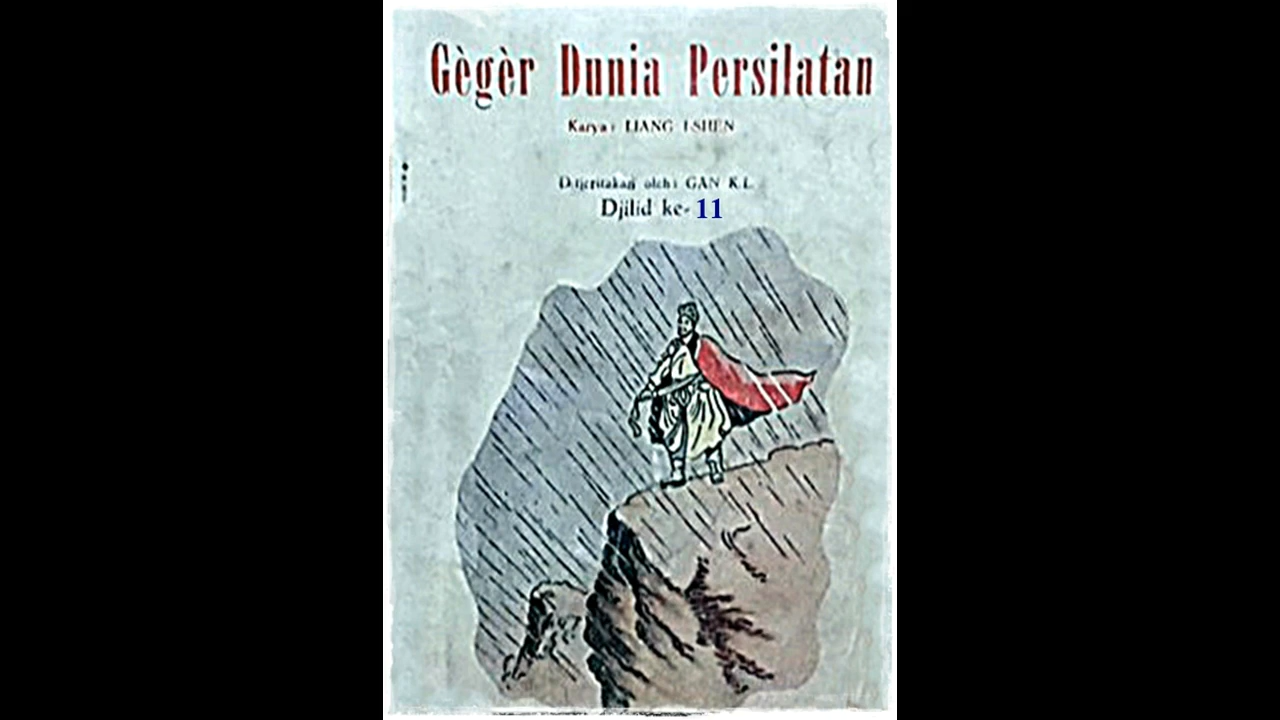 Gègèr Dunia Persilatan
Karya: LIANG I-SHEN
Ditjeritakan oleh: GAN K.L.
Djilid ke-11